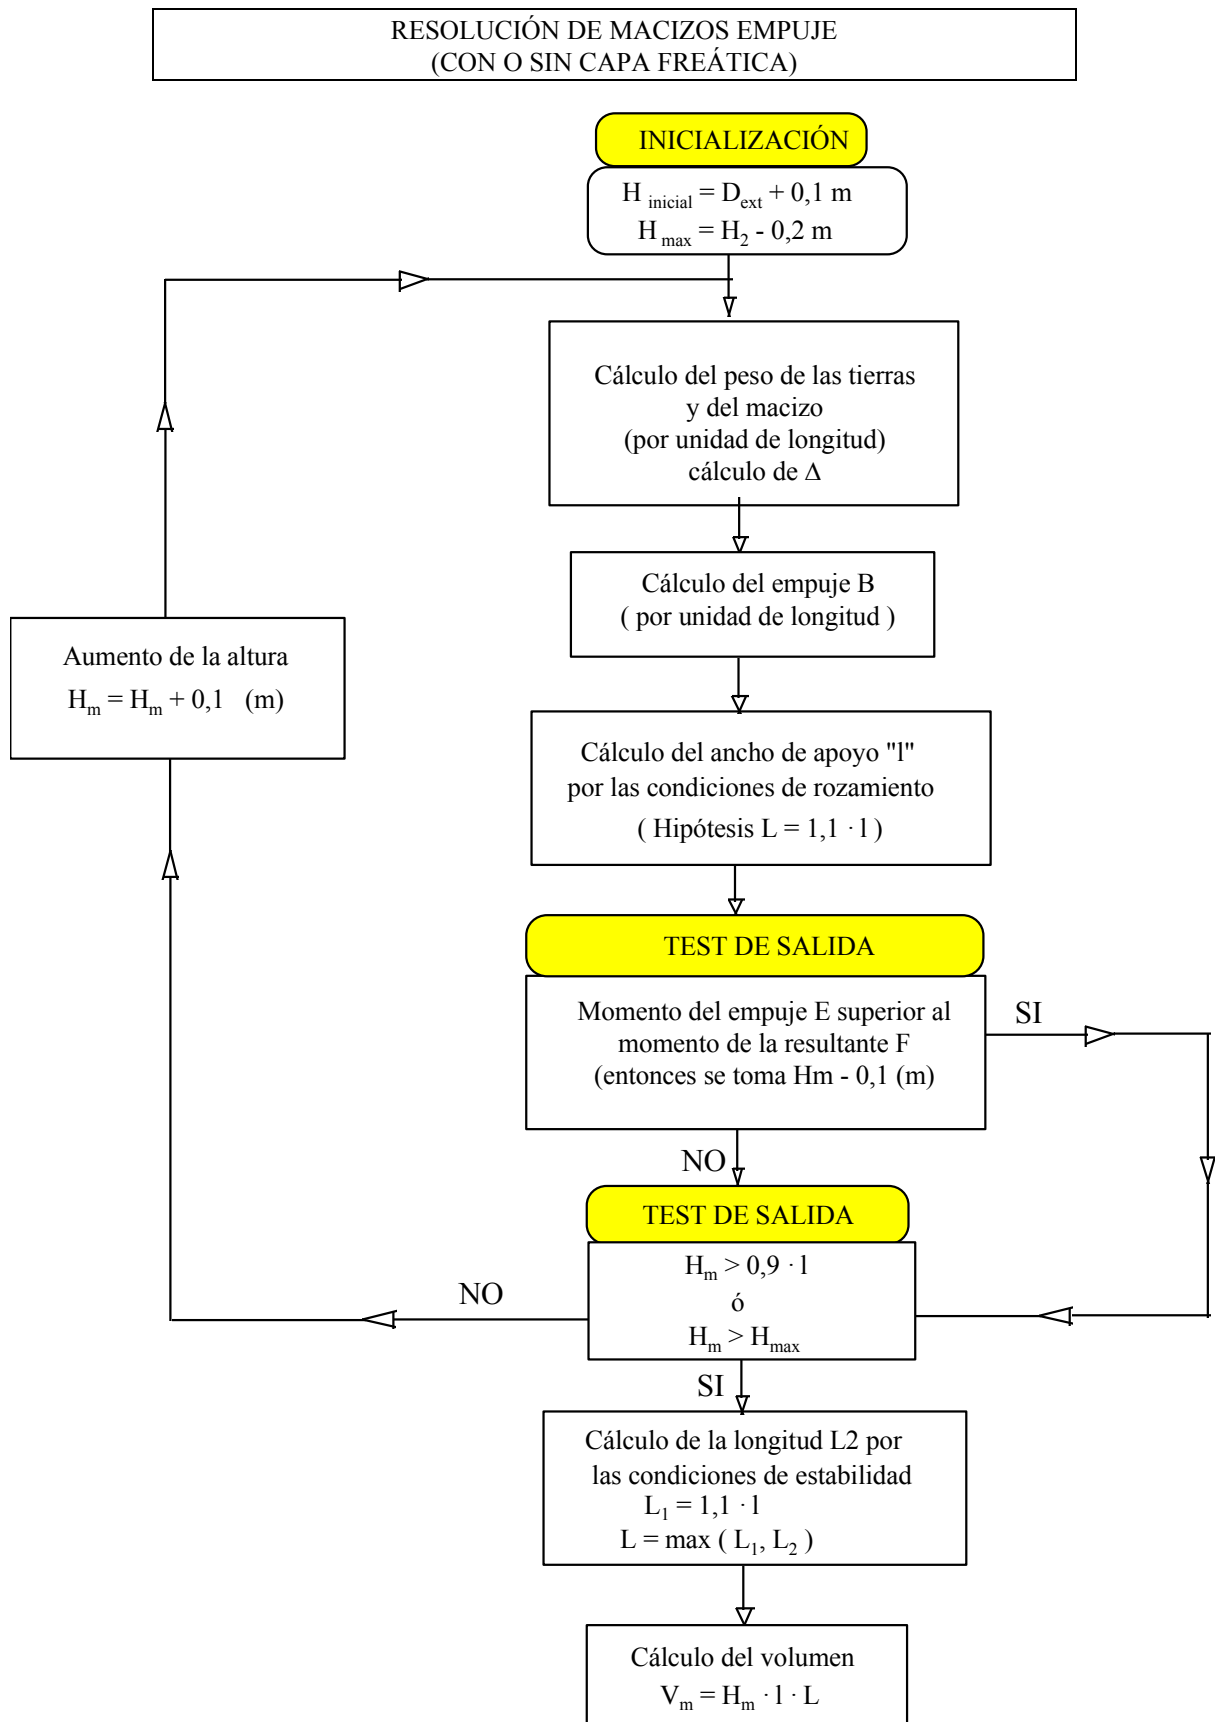 RESOLUCIÓN DE MACIZOS EMPUJE
(CON O SIN CAPA FREÁTICA)
INICIALIZACIÓN
H inicial = Dext + 0,1 m
H max = H2 - 0,2 m
Cálculo del peso de las tierras
y del macizo
(por unidad de longitud)
cálculo de Δ
Cálculo del empuje B
( por unidad de longitud )
Aumento de la altura
Hm = Hm + 0,1 (m)
Cálculo del ancho de apoyo "l"
por las condiciones de rozamiento
( Hipótesis L = 1,1 · l )
TEST DE SALIDA
Momento del empuje E superior al
momento de la resultante F
(entonces se toma Hm - 0,1 (m)
SI
NO
TEST DE SALIDA
Hm > 0,9 · l
ó
Hm > Hmax
NO
SI
Cálculo de la longitud L2 por
las condiciones de estabilidad
L1 = 1,1 · l
L = max ( L1, L2 )
Cálculo del volumen
Vm = Hm · l · L